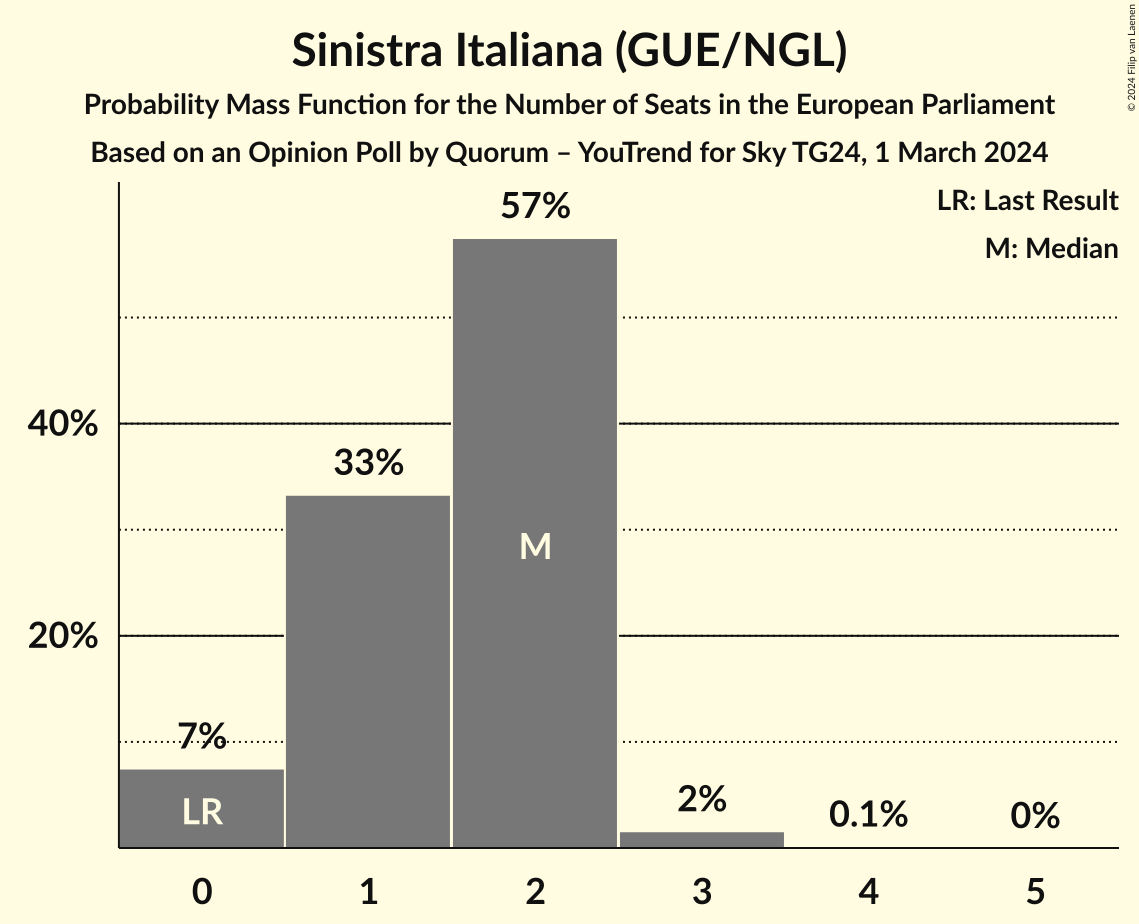 Sinistra Italiana (GUE/NGL)
Probability Mass Function for the Number of Seats in the European Parliament
Based on an Opinion Poll by Quorum – YouTrend for Sky TG24, 1 March 2024
© 2024 Filip van Laenen
LR: Last Result
M: Median
57%
40%
33%
M
20%
7%
LR
2%
0.1%
0%
0 1 2 3 4 5